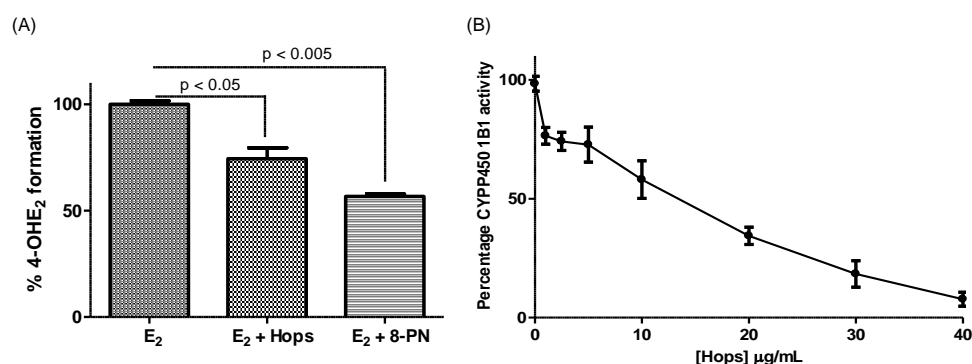 (A)
p < 0.005
p < 0.05
% 4-OHE₂ formation
100
50
0
E₂
E₂ + Hops
E₂ + 8-PN
(B)
Percentage CYPP450 1B1 activity
100
50
0
0
10
20
30
40
[Hops] μg/mL